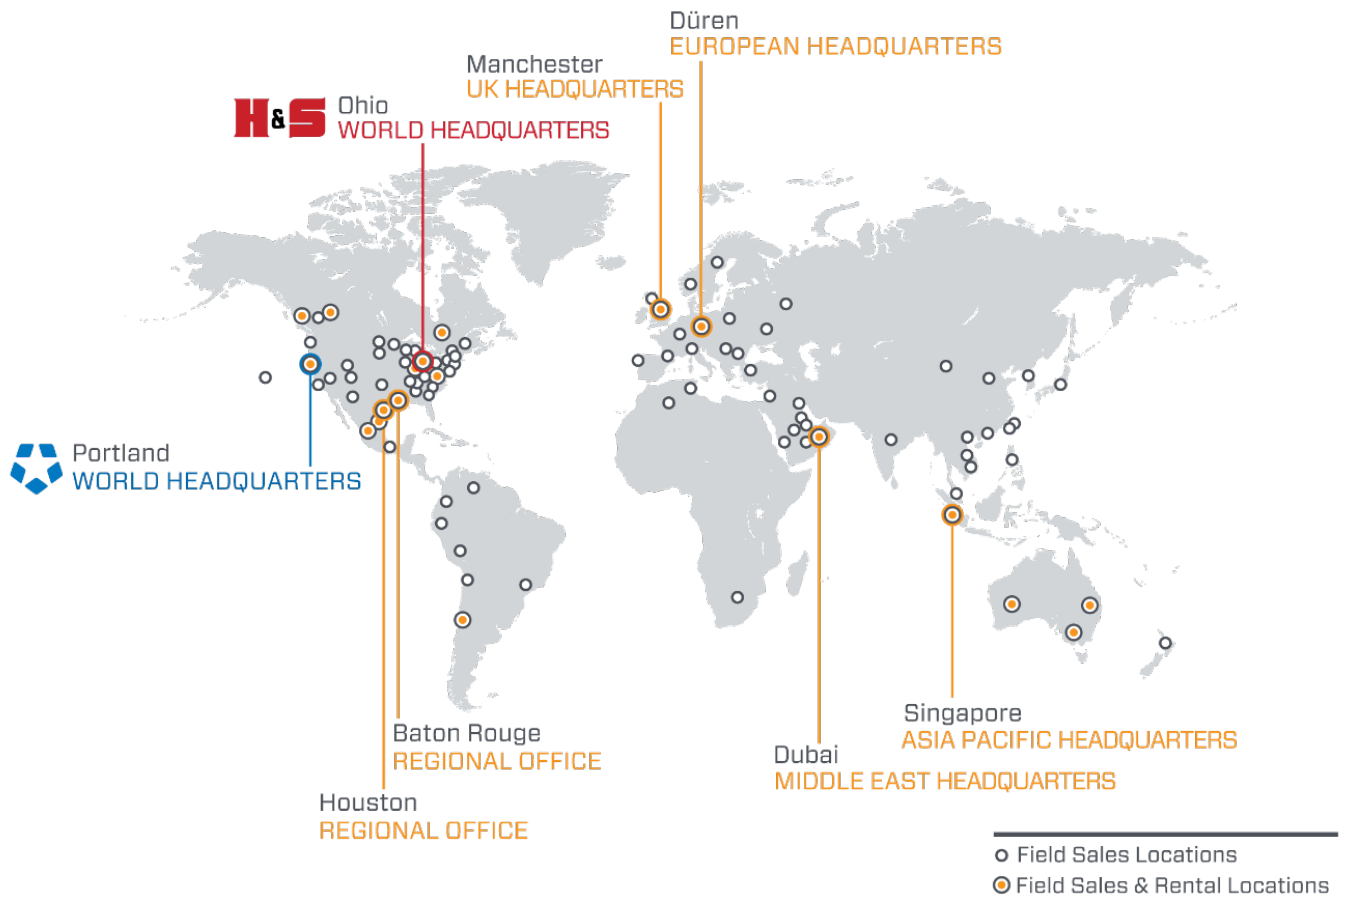 Düren
EUROPEAN HEADQUARTERS
Manchester
UK HEADQUARTERS
H&S
Ohio
WORLD HEADQUARTERS
Portland
WORLD HEADQUARTERS
Baton Rouge
REGIONAL OFFICE
Houston
REGIONAL OFFICE
Singapore
ASIA PACIFIC HEADQUARTERS
Dubai
MIDDLE EAST HEADQUARTERS
Field Sales Locations
Field Sales & Rental Locations